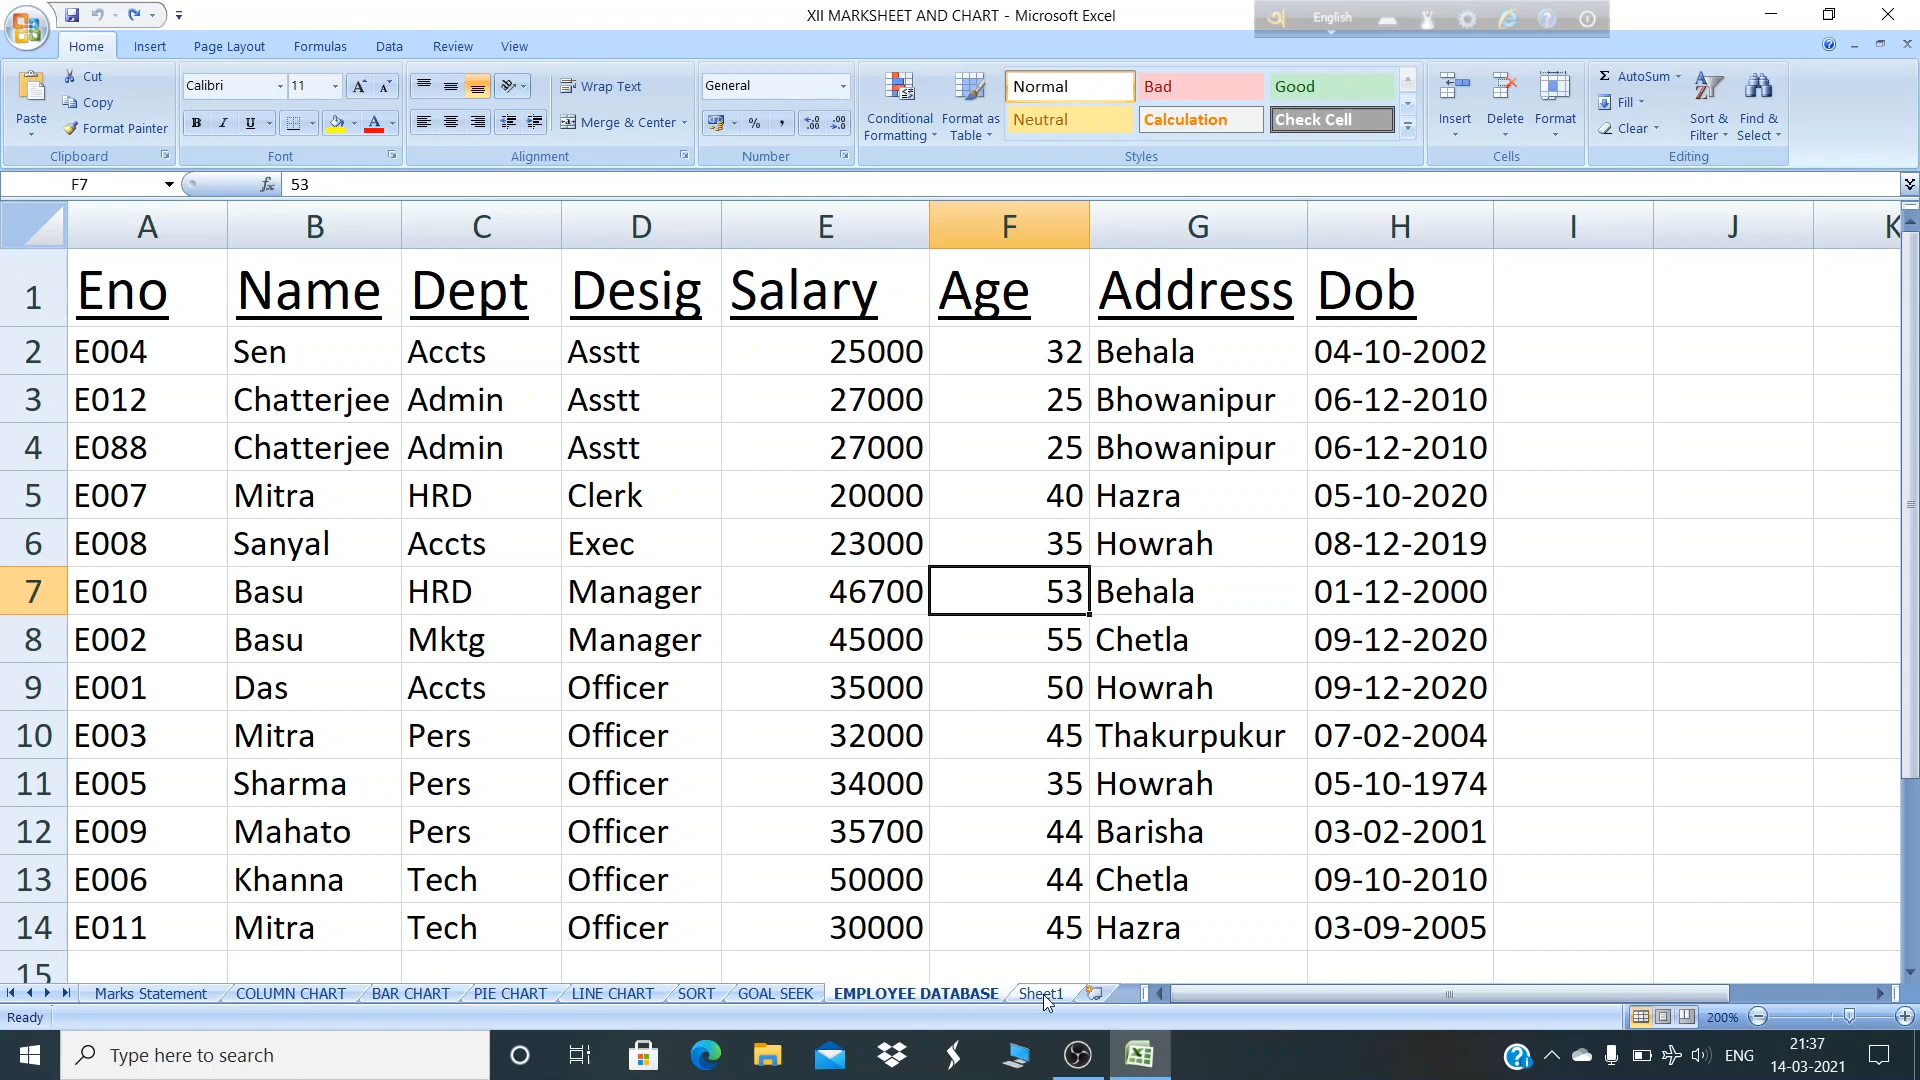 XII MARKSHEET AND CHART - Microsoft Excel
English
Home Insert Page Layout Formulas Data Review View
Paste Cut Copy Format Painter Clipboard
Calibri 11 A A B I U A Font
Wrap Text Merge & Center Alignment
General % , Number
Conditional Formatting Format as Table Normal Bad Good Neutral Calculation Check Cell Styles
Insert Delete Format Cells
Σ AutoSum Fill Clear Sort & Filter Find & Select Editing
F7 fx 53
A B C D E F G H I J K
1 Eno Name Dept Desig Salary Age Address Dob
2 E004 Sen Accts Asstt 25000 32 Behala 04-10-2002
3 E012 Chatterjee Admin Asstt 27000 25 Bhowanipur 06-12-2010
4 E088 Chatterjee Admin Asstt 27000 25 Bhowanipur 06-12-2010
5 E007 Mitra HRD Clerk 20000 40 Hazra 05-10-2020
6 E008 Sanyal Accts Exec 23000 35 Howrah 08-12-2019
7 E010 Basu HRD Manager 46700 53 Behala 01-12-2000
8 E002 Basu Mktg Manager 45000 55 Chetla 09-12-2020
9 E001 Das Accts Officer 35000 50 Howrah 09-12-2020
10 E003 Mitra Pers Officer 32000 45 Thakurpukur 07-02-2004
11 E005 Sharma Pers Officer 34000 35 Howrah 05-10-1974
12 E009 Mahato Pers Officer 35700 44 Barisha 03-02-2001
13 E006 Khanna Tech Officer 50000 44 Chetla 09-10-2010
14 E011 Mitra Tech Officer 30000 45 Hazra 03-09-2005
15
Marks Statement COLUMN CHART BAR CHART PIE CHART LINE CHART SORT GOAL SEEK EMPLOYEE DATABASE Sheet1
Ready 200%
Type here to search ENG 21:37
14-03-2021